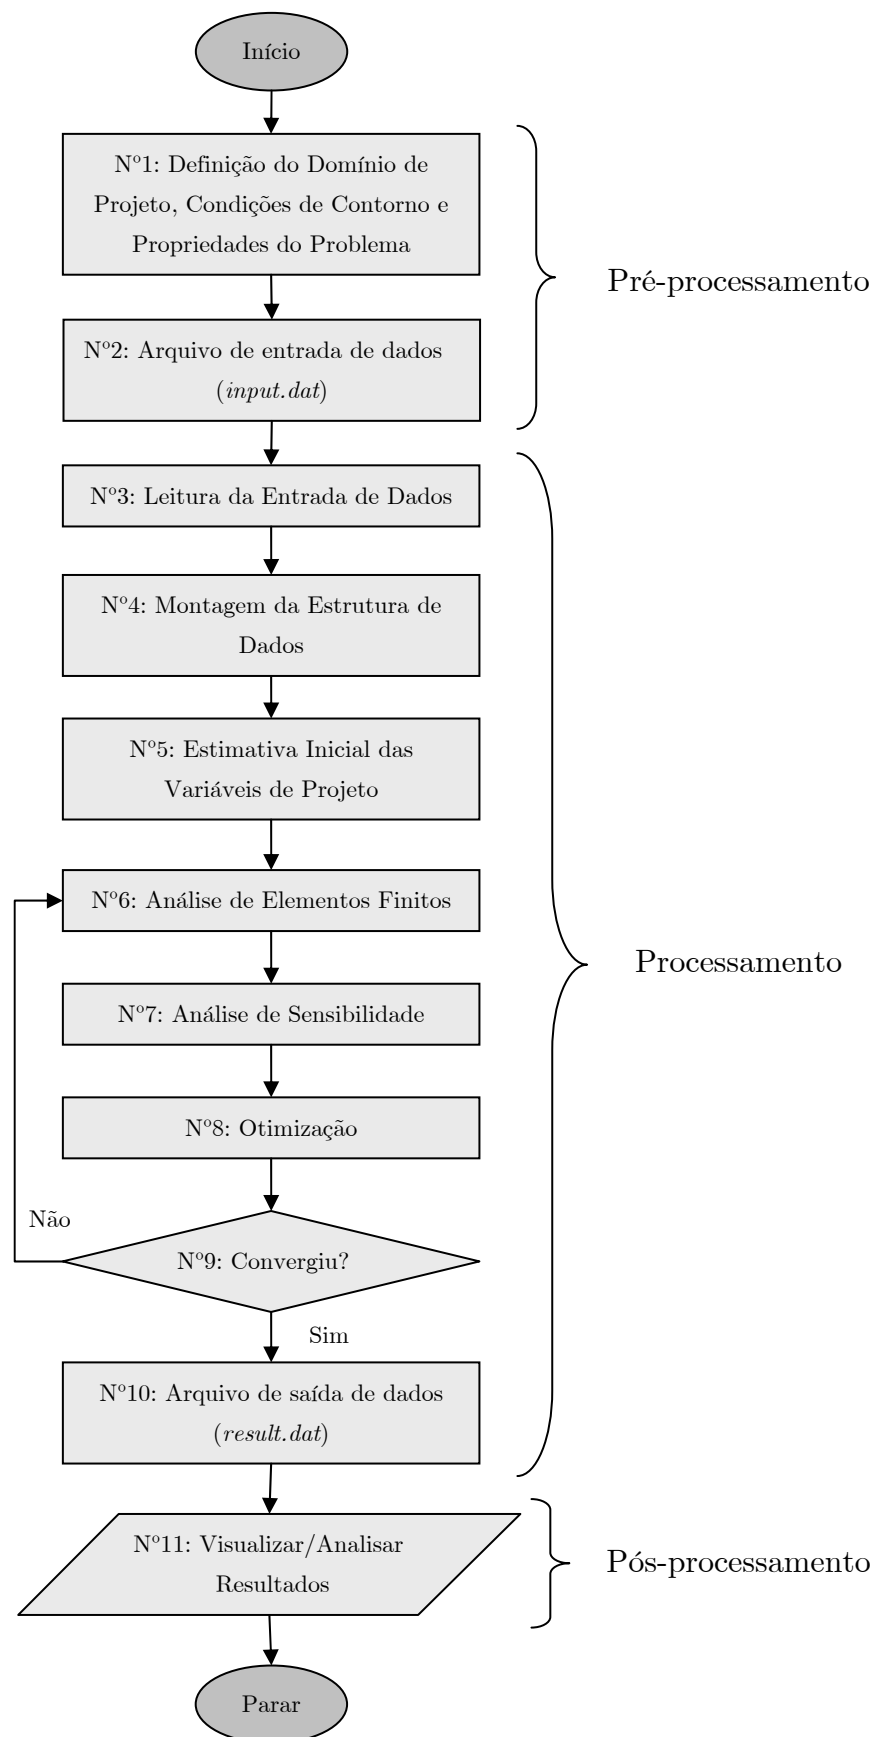 Início
Nº1: Definição do Domínio de
Projeto, Condições de Contorno e
Propriedades do Problema
Pré-processamento
Nº2: Arquivo de entrada de dados
(input.dat)
Nº3: Leitura da Entrada de Dados
Nº4: Montagem da Estrutura de
Dados
Nº5: Estimativa Inicial das
Variáveis de Projeto
Nº6: Análise de Elementos Finitos
Processamento
Nº7: Análise de Sensibilidade
Nº8: Otimização
Não
Nº9: Convergiu?
Sim
Nº10: Arquivo de saída de dados
(result.dat)
Nº11: Visualizar/Analisar
Resultados
Pós-processamento
Parar